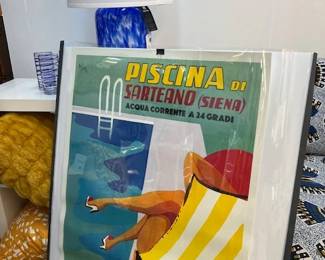 PISCINA DI
SARTEANO (SIENA)
ACQUA CORRENTE A 24 GRADI